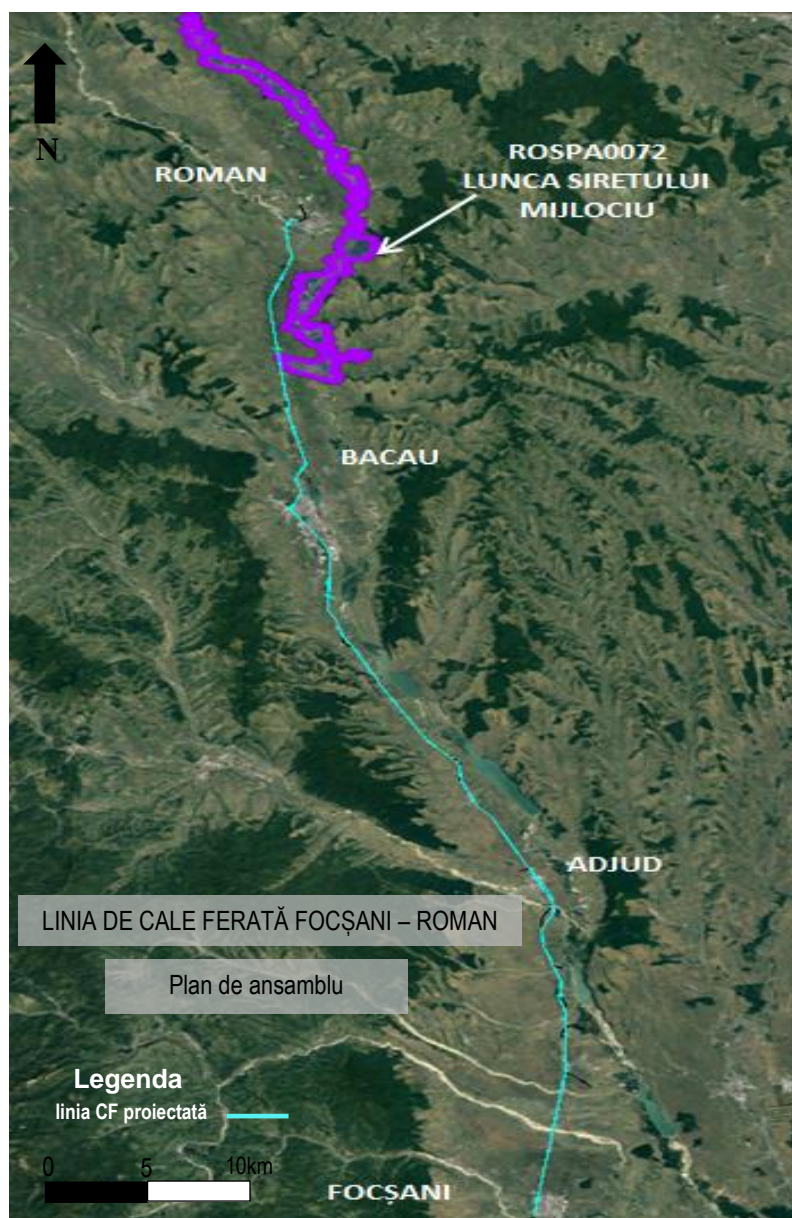 N
ROMAN
ROSPA0072
LUNCA SIRETULUI
MIJLOCIU
BACAU
ADJUD
LINIA DE CALE FERATĂ FOCȘANI – ROMAN
Plan de ansamblu
Legenda
linia CF proiectată
0 5 10km
FOCȘANI